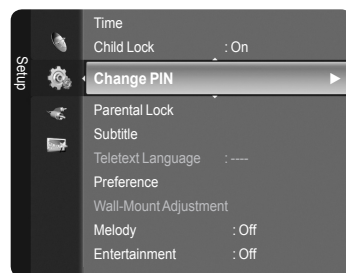 Setup
Time
Child Lock : On
Change PIN
Parental Lock
Subtitle
Teletext Language : ----
Preference
Wall-Mount Adjustment
Melody : Off
Entertainment : Off